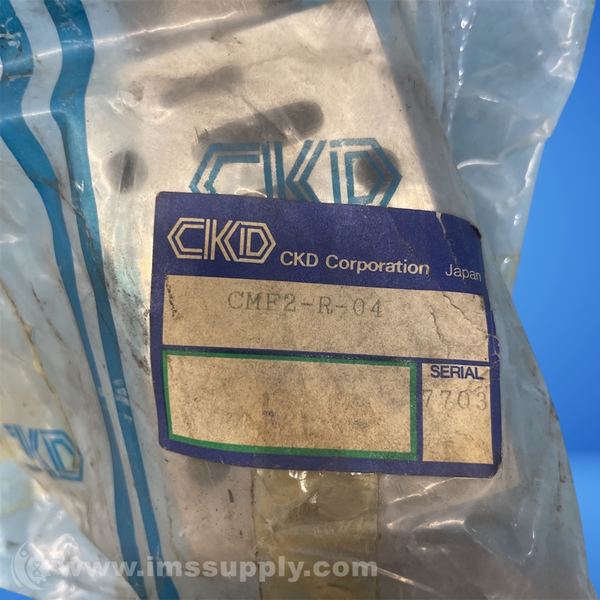 CKD
CKD
CKD Corporation Japan
CMF2-R-04
SERIAL
7703
CKD
www.imssupply.com